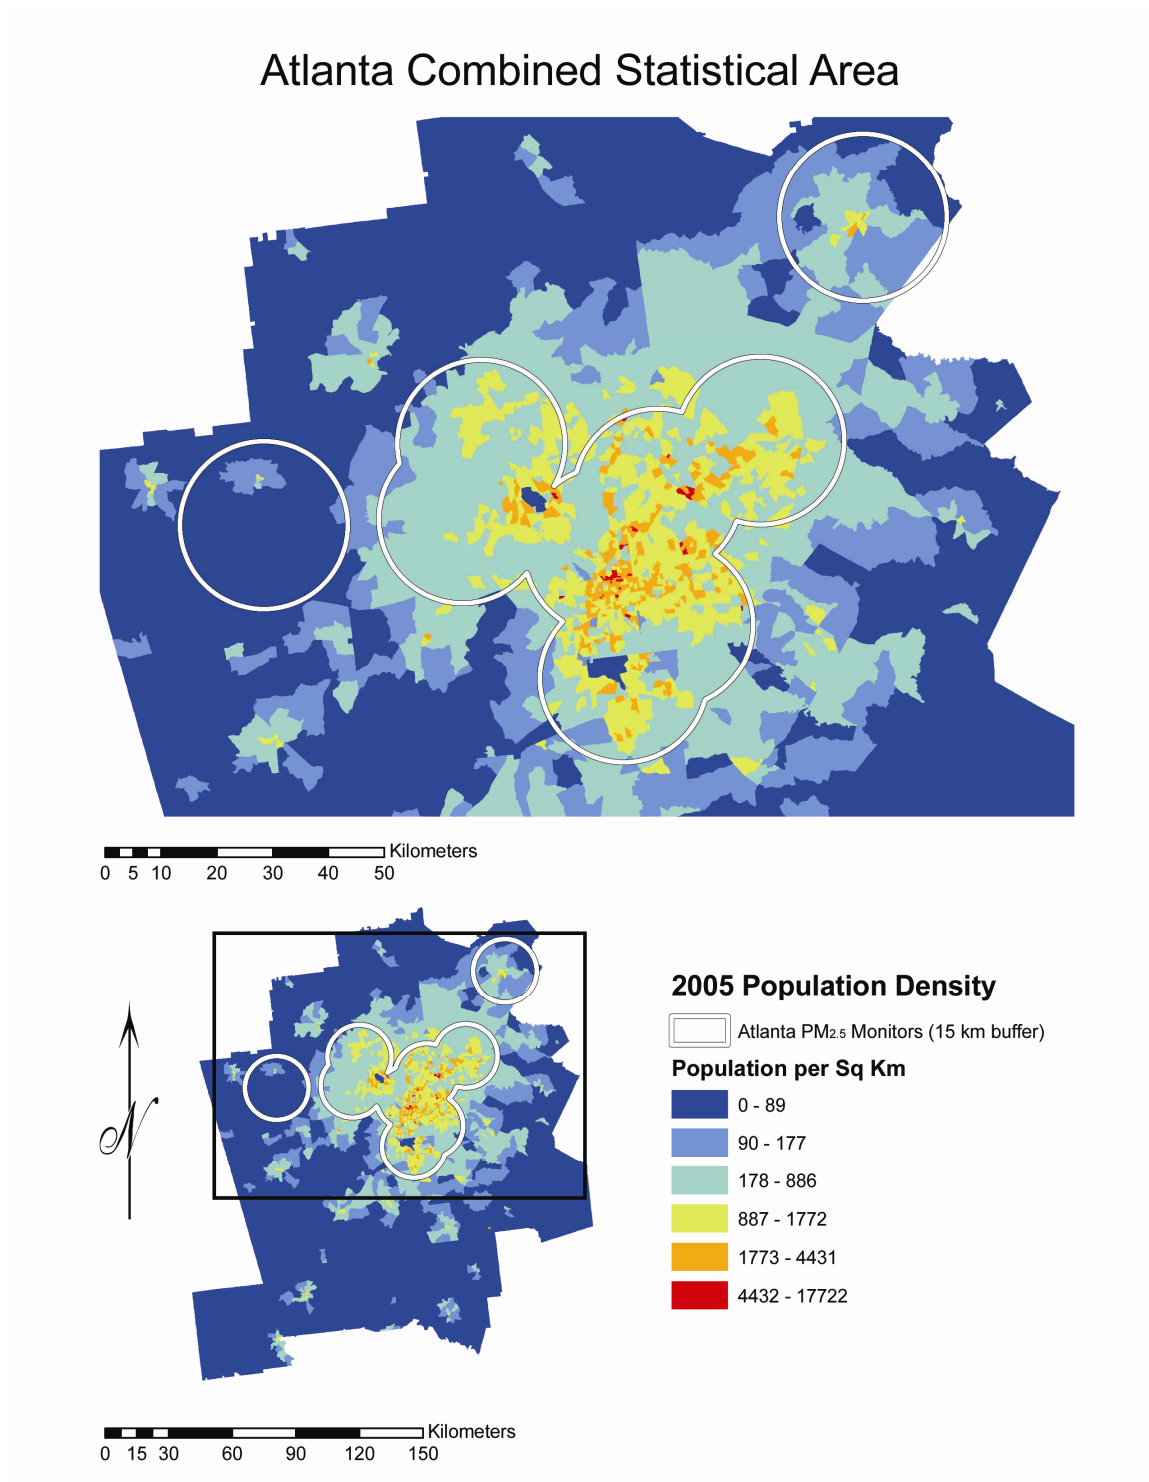 Atlanta Combined Statistical Area
Kilometers
0 5 10 20 30 40 50
N
2005 Population Density
Atlanta PM2.5 Monitors (15 km buffer)
Population per Sq Km
0 - 89
90 - 177
178 - 886
887 - 1772
1773 - 4431
4432 - 17722
Kilometers
0 15 30 60 90 120 150